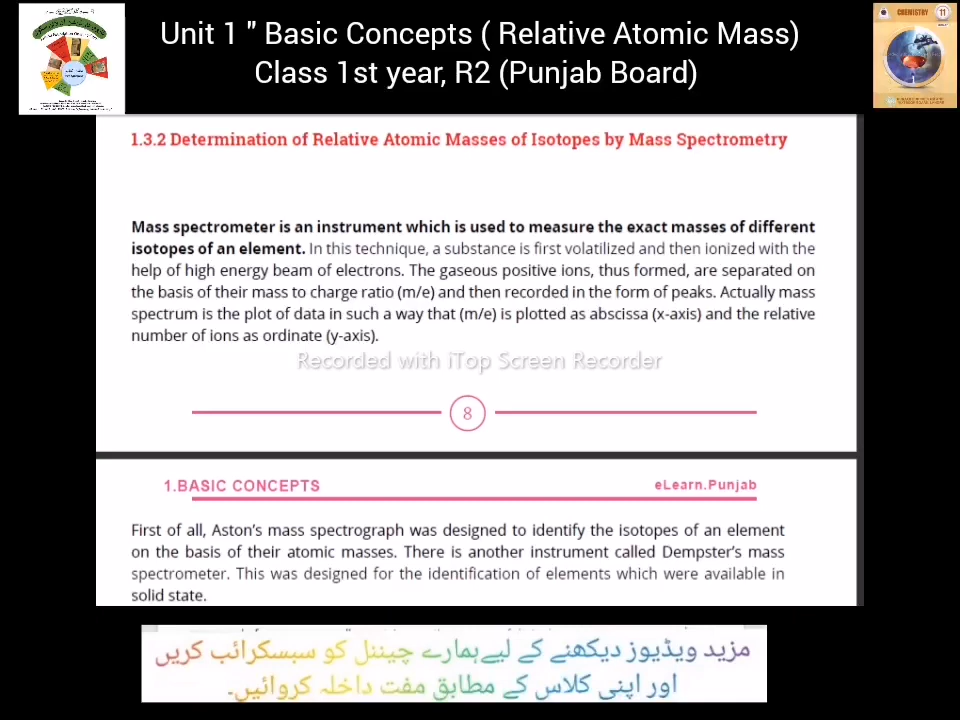 Unit 1 " Basic Concepts ( Relative Atomic Mass)
Class 1st year, R2 (Punjab Board)
CHEMISTRY 11
1.3.2 Determination of Relative Atomic Masses of Isotopes by Mass Spectrometry
Mass spectrometer is an instrument which is used to measure the exact masses of different
isotopes of an element. In this technique, a substance is first volatilized and then ionized with the
help of high energy beam of electrons. The gaseous positive ions, thus formed, are separated on
the basis of their mass to charge ratio (m/e) and then recorded in the form of peaks. Actually mass
spectrum is the plot of data in such a way that (m/e) is plotted as abscissa (x-axis) and the relative
number of ions as ordinate (y-axis).
Recorded with iTop Screen Recorder
8
1.BASIC CONCEPTS eLearn.Punjab
First of all, Aston's mass spectrograph was designed to identify the isotopes of an element
on the basis of their atomic masses. There is another instrument called Dempster's mass
spectrometer. This was designed for the identification of elements which were available in
solid state.
مزید ویڈیوز دیکھنے کے لیے ہمارے چیننل کو سبسکرائب کریں
اور اپنی کلاس کے مطابق مفت داخلہ کروائیں۔